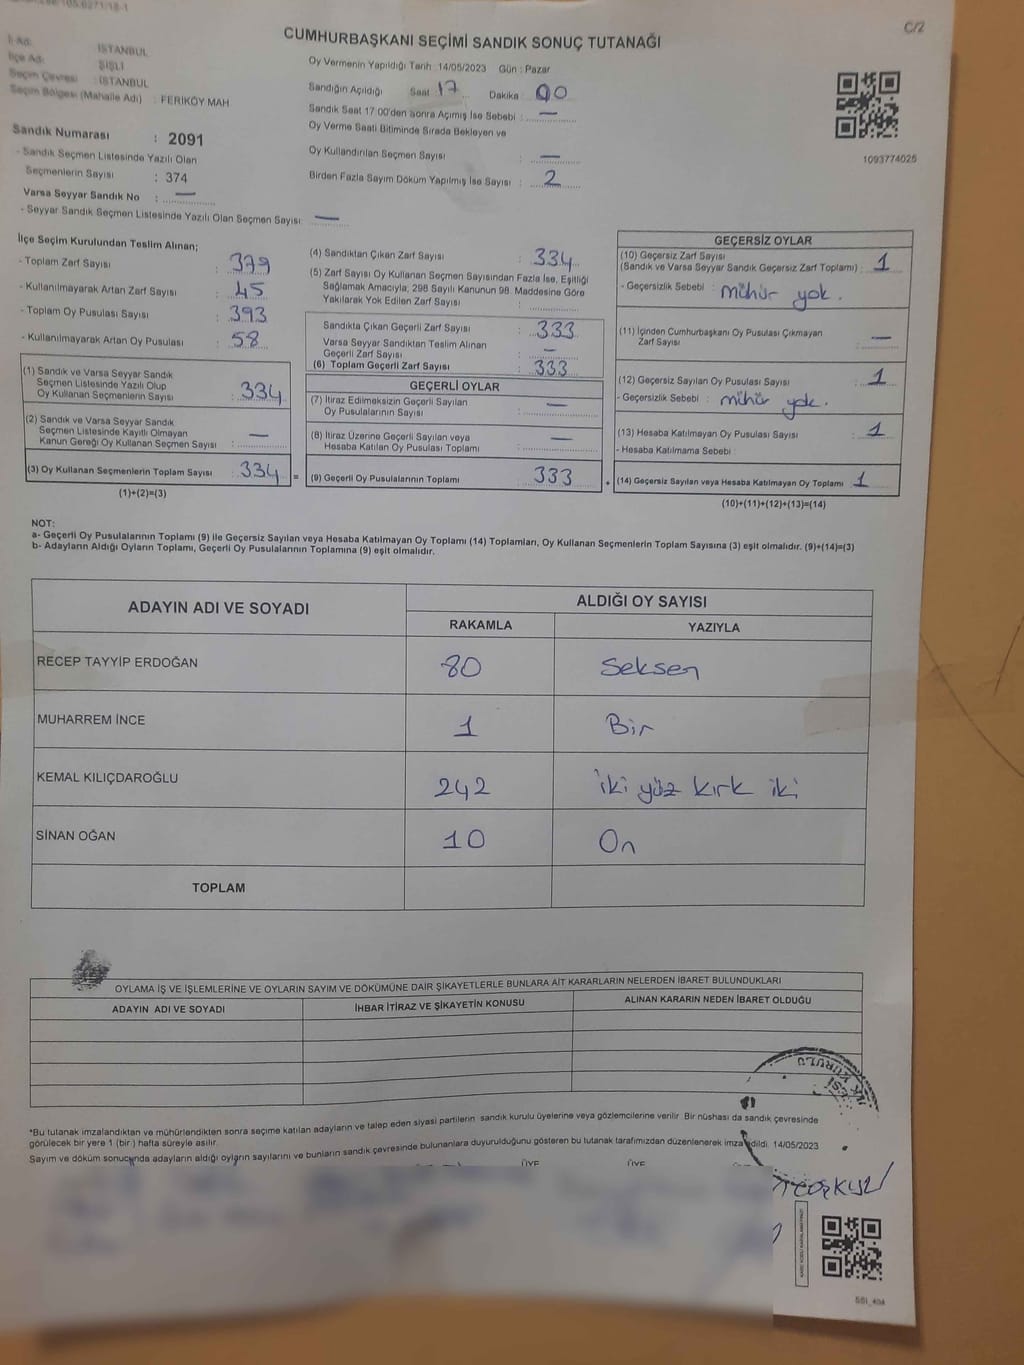 C/2
CUMHURBAŞKANI SEÇİMİ SANDIK SONUÇ TUTANAĞI
İl Adı: İSTANBUL
İlçe Adı: ŞİŞLİ
Seçim Çevresi : İSTANBUL
Seçim Bölgesi (Mahalle Adı) : FERİKÖY MAH
Oy Vermenin Yapıldığı Tarih :14/05/2023 Gün : Pazar
Sandığın Açıldığı Saat 17 Dakika 00
Sandık Saat 17:00'den sonra Açılmış İse Sebebi : —
Oy Verme Saati Bitiminde Sırada Bekleyen ve
Oy Kullandırılan Seçmen Sayısı : —
Birden Fazla Sayım Döküm Yapılmış İse Sayısı : 2
1093774025
Sandık Numarası : 2091
- Sandık Seçmen Listesinde Yazılı Olan
Seçmenlerin Sayısı : 374
Varsa Seyyar Sandık No : —
- Seyyar Sandık Seçmen Listesinde Yazılı Olan Seçmen Sayısı: —
İlçe Seçim Kurulundan Teslim Alınan;
- Toplam Zarf Sayısı : 379
- Kullanılmayarak Artan Zarf Sayısı : 45
- Toplam Oy Pusulası Sayısı : 393
- Kullanılmayarak Artan Oy Pusulası : 58
(1) Sandık ve Varsa Seyyar Sandık
Seçmen Listesinde Yazılı Olup
Oy Kullanan Seçmenlerin Sayısı : 334
(2) Sandık ve Varsa Seyyar Sandık
Seçmen Listesinde Kayıtlı Olmayan
Kanun Gereği Oy Kullanan Seçmen Sayısı : —
(3) Oy Kullanan Seçmenlerin Toplam Sayısı : 334 =
(1)+(2)=(3)
(4) Sandıktan Çıkan Zarf Sayısı : 334
(5) Zarf Sayısı Oy Kullanan Seçmen Sayısından Fazla İse, Eşitliği
Sağlamak Amacıyla, 298 Sayılı Kanunun 98. Maddesine Göre
Yakılarak Yok Edilen Zarf Sayısı :
Sandıkta Çıkan Geçerli Zarf Sayısı : 333
Varsa Seyyar Sandıktan Teslim Alınan
Geçerli Zarf Sayısı : —
(6) Toplam Geçerli Zarf Sayısı : 333
GEÇERLİ OYLAR
(7) İtiraz Edilmeksizin Geçerli Sayılan
Oy Pusulalarının Sayısı : —
(8) İtiraz Üzerine Geçerli Sayılan veya
Hesaba Katılan Oy Pusulası Toplamı : —
(9) Geçerli Oy Pusulalarının Toplamı : 333 +
GEÇERSİZ OYLAR
(10) Geçersiz Zarf Sayısı
(Sandık ve Varsa Seyyar Sandık Geçersiz Zarf Toplamı) : 1
- Geçersizlik Sebebi : mühür yok.
(11) İçinden Cumhurbaşkanı Oy Pusulası Çıkmayan
Zarf Sayısı : —
(12) Geçersiz Sayılan Oy Pusulası Sayısı : 1
- Geçersizlik Sebebi : mühür yok.
(13) Hesaba Katılmayan Oy Pusulası Sayısı : 1
- Hesaba Katılmama Sebebi :
(14) Geçersiz Sayılan veya Hesaba Katılmayan Oy Toplamı : 1
(10)+(11)+(12)+(13)=(14)
NOT:
a- Geçerli Oy Pusulalarının Toplamı (9) ile Geçersiz Sayılan veya Hesaba Katılmayan Oy Toplamı (14) Toplamları, Oy Kullanan Seçmenlerin Toplam Sayısına (3) eşit olmalıdır. (9)+(14)=(3)
b- Adayların Aldığı Oyların Toplamı, Geçerli Oy Pusulalarının Toplamına (9) eşit olmalıdır.
ADAYIN ADI VE SOYADI ALDIĞI OY SAYISI
RAKAMLA YAZIYLA
RECEP TAYYİP ERDOĞAN 80 Seksen
MUHARREM İNCE 1 Bir
KEMAL KILIÇDAROĞLU 242 iki yüz kırk iki
SİNAN OĞAN 10 On
TOPLAM
OYLAMA İŞ VE İŞLEMLERİNE VE OYLARIN SAYIM VE DÖKÜMÜNE DAİR ŞİKAYETLERLE BUNLARA AİT KARARLARIN NELERDEN İBARET BULUNDUKLARI
ADAYIN ADI VE SOYADI İHBAR İTİRAZ VE ŞİKAYETİN KONUSU ALINAN KARARIN NEDEN İBARET OLDUĞU
*Bu tutanak imzalandıktan ve mühürlendikten sonra seçime katılan adayların ve talep eden siyasi partilerin sandık kurulu üyelerine veya gözlemcilerine verilir. Bir nüshası da sandık çevresinde
görülecek bir yere 1 (bir) hafta süreyle asılır.
Sayım ve döküm sonucunda adayların aldığı oyların sayılarını ve bunların sandık çevresinde bulunanlara duyurulduğunu gösteren bu tutanak tarafımızdan düzenlenerek imza edildi. 14/05/2023
ÜYE ÜYE